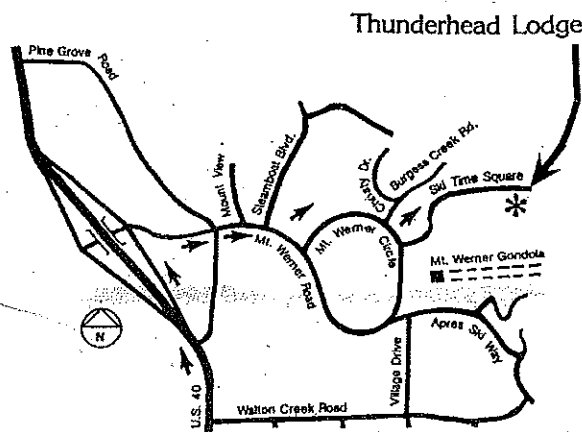 Thunderhead Lodge
Pine Grove Road
Mount View
Steamboat Blvd.
Christy Dr.
Burgess Creek Rd.
Ski Time Square
Mt. Werner Road
Mt. Werner Circle
Mt. Werner Gondola
N
U.S. 40
Village Drive
Apres Ski Way
Walton Creek Road